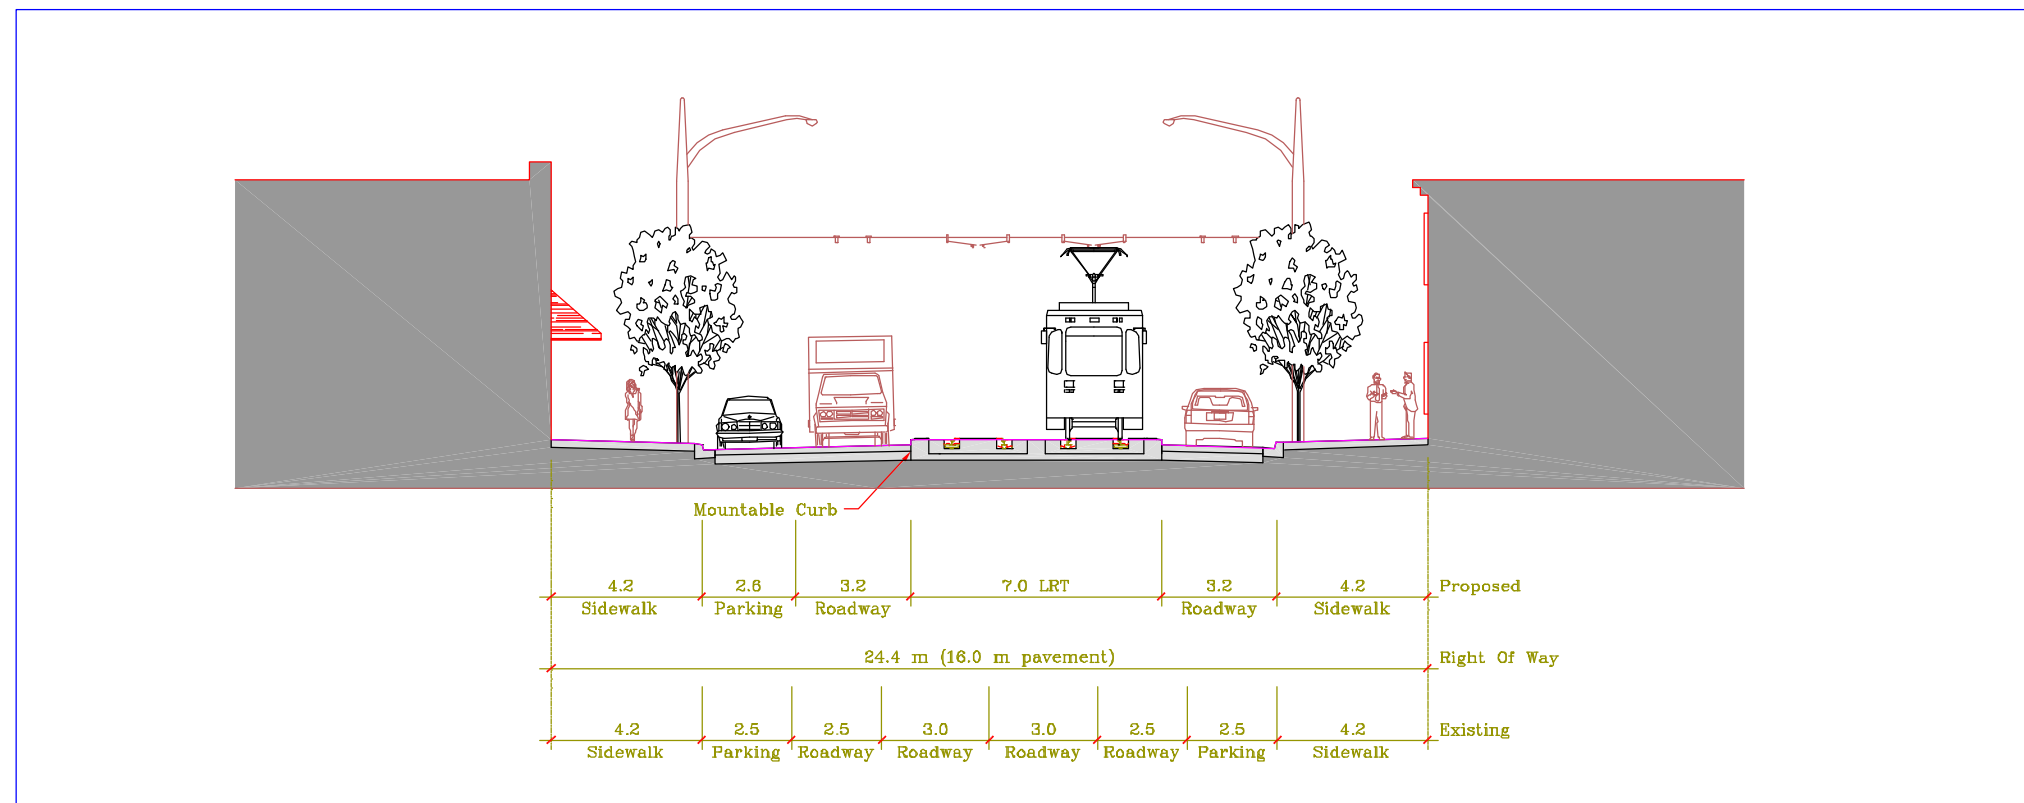 Mountable Curb
4.2 2.6 3.2 7.0 LRT 3.2 4.2 Proposed
Sidewalk Parking Roadway Roadway Sidewalk
24.4 m (16.0 m pavement) Right Of Way
4.2 2.5 2.5 3.0 3.0 2.5 2.5 4.2 Existing
Sidewalk Parking Roadway Roadway Roadway Roadway Parking Sidewalk